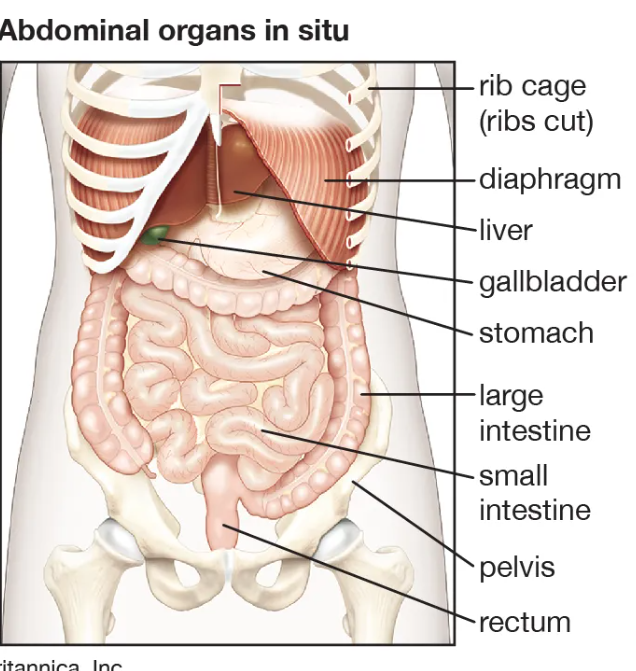 Abdominal organs in situ
rib cage
(ribs cut)
diaphragm
liver
gallbladder
stomach
large
intestine
small
intestine
pelvis
rectum
ritannica, Inc.